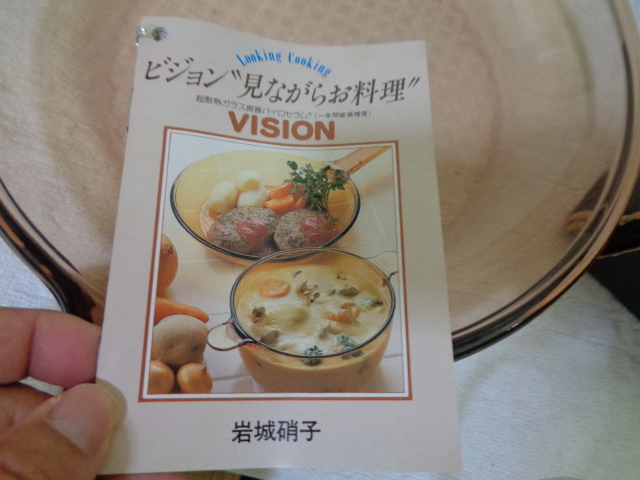 Looking Cooking
ビジョン"見ながらお料理"
超耐熱ガラス食器パイロセラム®(一年間破損補償)
VISION
岩城硝子